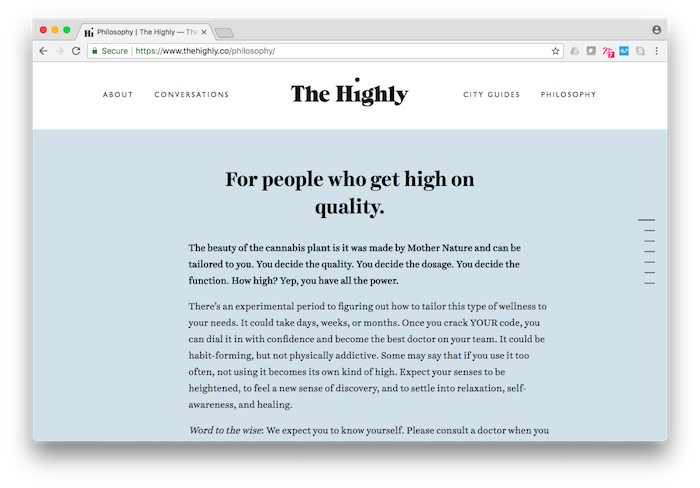 Hi Philosophy | The Highly — The
Secure https://www.thehighly.co/philosophy/
7
ABOUT CONVERSATIONS The Highly CITY GUIDES PHILOSOPHY
For people who get high on
quality.
The beauty of the cannabis plant is it was made by Mother Nature and can be
tailored to you. You decide the quality. You decide the dosage. You decide the
function. How high? Yep, you have all the power.
There's an experimental period to figuring out how to tailor this type of wellness to
your needs. It could take days, weeks, or months. Once you crack YOUR code, you
can dial it in with confidence and become the best doctor on your team. It could be
habit-forming, but not physically addictive. Some may say that if you use it too
often, not using it becomes its own kind of high. Expect your senses to be
heightened, to feel a new sense of discovery, and to settle into relaxation, self-
awareness, and healing.
Word to the wise: We expect you to know yourself. Please consult a doctor when you